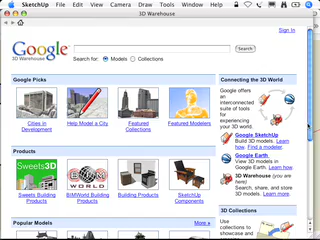 SketchUp File Edit View Camera Draw Tools Window Help
3D Warehouse
Sign In
Google
3D Warehouse
Search
Search for: Models Collections
Google Picks
Cities in Development
Help Model a City
Featured Collections
Featured Modelers
Products
Sweets3D
BIM WORLD
Sweets Building Products
BIMWorld Building Products
Building Products
SketchUp Components
Popular Models
More »
Connecting the 3D World
Google offers
an
interconnected
suite of
tools
for
experiencing
your 3D
world.
Google SketchUp
Build 3D models. Learn
how. Find a modeler!
Google Earth
View 3D models in
Google Earth. Learn how.
3D Warehouse (you are
here)
Search, share, and store
3D models. Learn more.
3D Collections
Use
collections to
showcase and